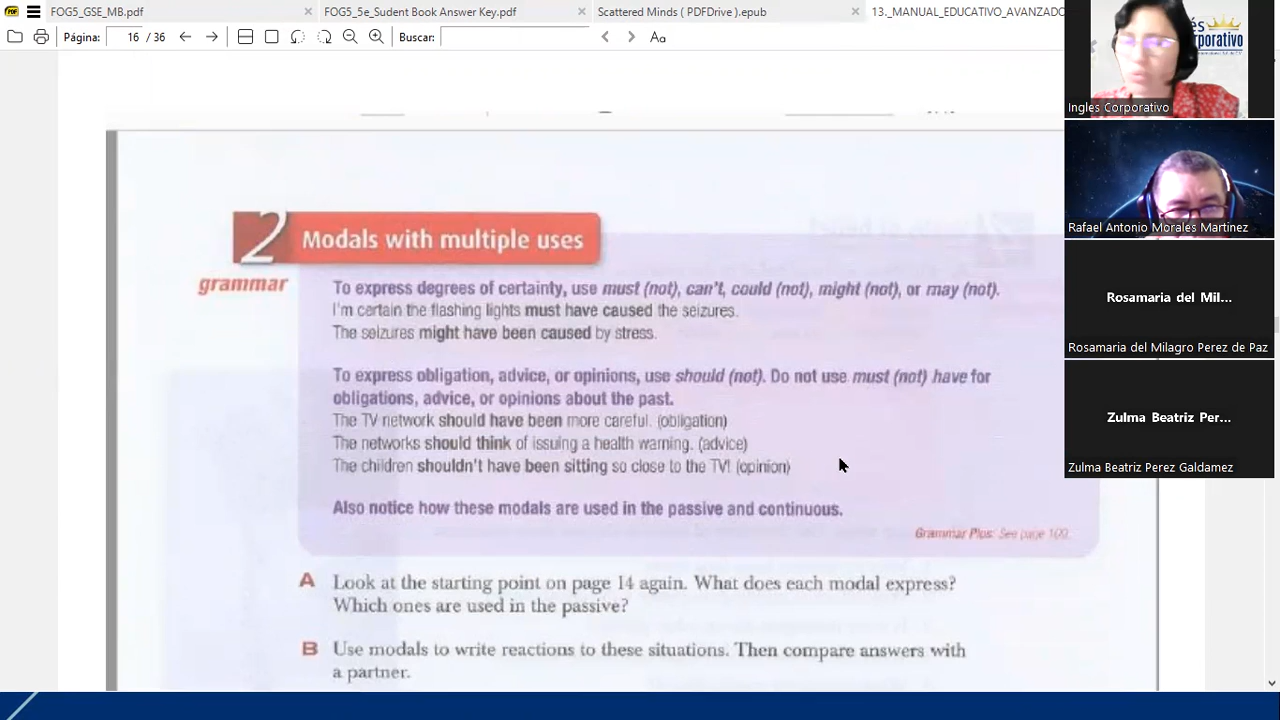 FOG5_GSE_MB.pdf
FOG5_5e_Sudent Book Answer Key.pdf
Scattered Minds ( PDFDrive ).epub
13._MANUAL_EDUCATIVO_AVANZADO
Página: 16 / 36
Buscar:
Aa
2 Modals with multiple uses
grammar
To express degrees of certainty, use must (not), can't, could (not), might (not), or may (not).
I'm certain the flashing lights must have caused the seizures.
The seizures might have been caused by stress.
To express obligation, advice, or opinions, use should (not). Do not use must (not) have for
obligations, advice, or opinions about the past.
The TV network should have been more careful. (obligation)
The networks should think of issuing a health warning. (advice)
The children shouldn't have been sitting so close to the TV! (opinion)
Also notice how these modals are used in the passive and continuous.
Grammar Plus: See page 109.
A Look at the starting point on page 14 again. What does each modal express?
Which ones are used in the passive?
B Use modals to write reactions to these situations. Then compare answers with
a partner.
Ingles Corporativo
Rafael Antonio Morales Martinez
Rosamaria del Mil...
Rosamaria del Milagro Perez de Paz
Zulma Beatriz Per...
Zulma Beatriz Perez Galdamez